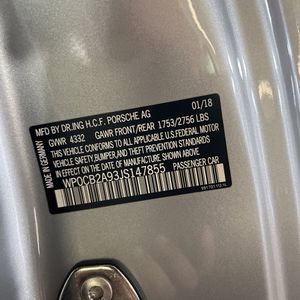 MFD BY DR.ING H.C.F. PORSCHE AG 01/18
GVWR 4332 GAWR FRONT/REAR 1753/2756 LBS
THIS VEHICLE CONFORMS TO ALL APPLICABLE U.S.FEDERAL MOTOR
VEHICLE SAFETY, BUMPER, AND THEFT PREVENTION STANDARDS
IN EFFECT ON THE DATE OF MANUFACTURE SHOWN ABOVE.
WP0CB2A93JS147855 PASSENGER CAR
MADE IN GERMANY